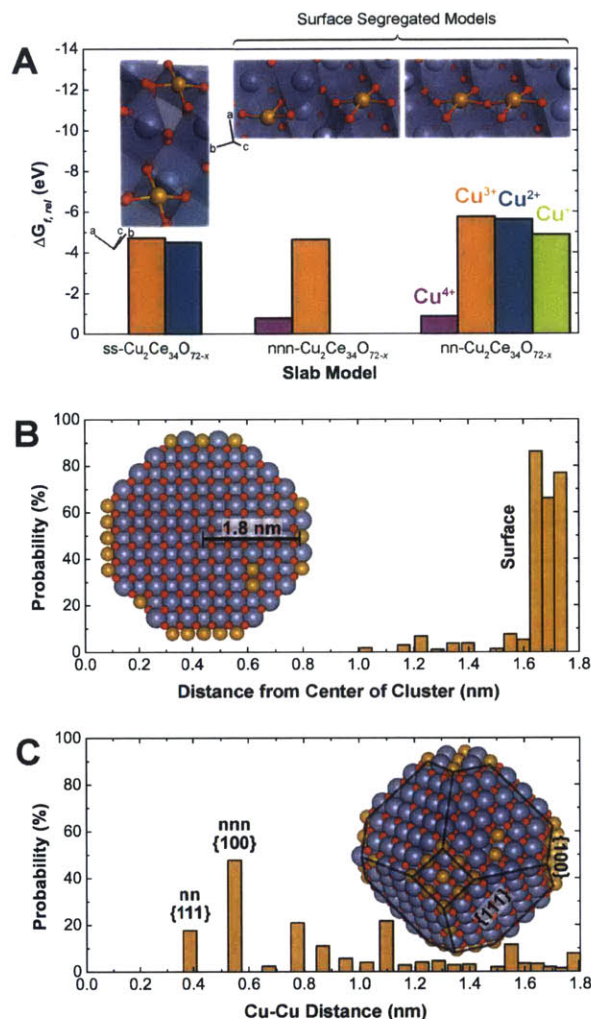 Surface Segregated Models
A
ΔG f, rel (eV)
-14
-12
-10
-8
-6
-4
-2
0
a
b
c
a
c
b
Cu³⁺
Cu²⁺
Cu⁺
Cu⁴⁺
ss-Cu₂Ce₃₄O₇₂₋ₓ
nnn-Cu₂Ce₃₄O₇₂₋ₓ
nn-Cu₂Ce₃₄O₇₂₋ₓ
Slab Model
B
Probability (%)
100
80
60
40
20
0
1.8 nm
Surface
0.0 0.2 0.4 0.6 0.8 1.0 1.2 1.4 1.6 1.8
Distance from Center of Cluster (nm)
C
Probability (%)
100
80
60
40
20
0
nn
{111}
nnn
{100}
{111}
{100}
0.0 0.2 0.4 0.6 0.8 1.0 1.2 1.4 1.6 1.8
Cu-Cu Distance (nm)